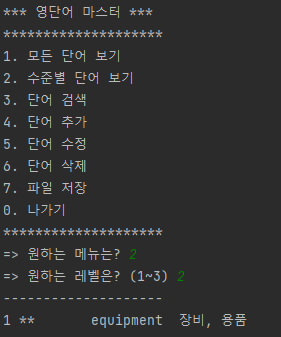 *** 영단어 마스터 ***
********************
1. 모든 단어 보기
2. 수준별 단어 보기
3. 단어 검색
4. 단어 추가
5. 단어 수정
6. 단어 삭제
7. 파일 저장
0. 나가기
********************
=> 원하는 메뉴는? 2
=> 원하는 레벨은? (1~3) 2
--------------------
1 **       equipment  장비, 용품